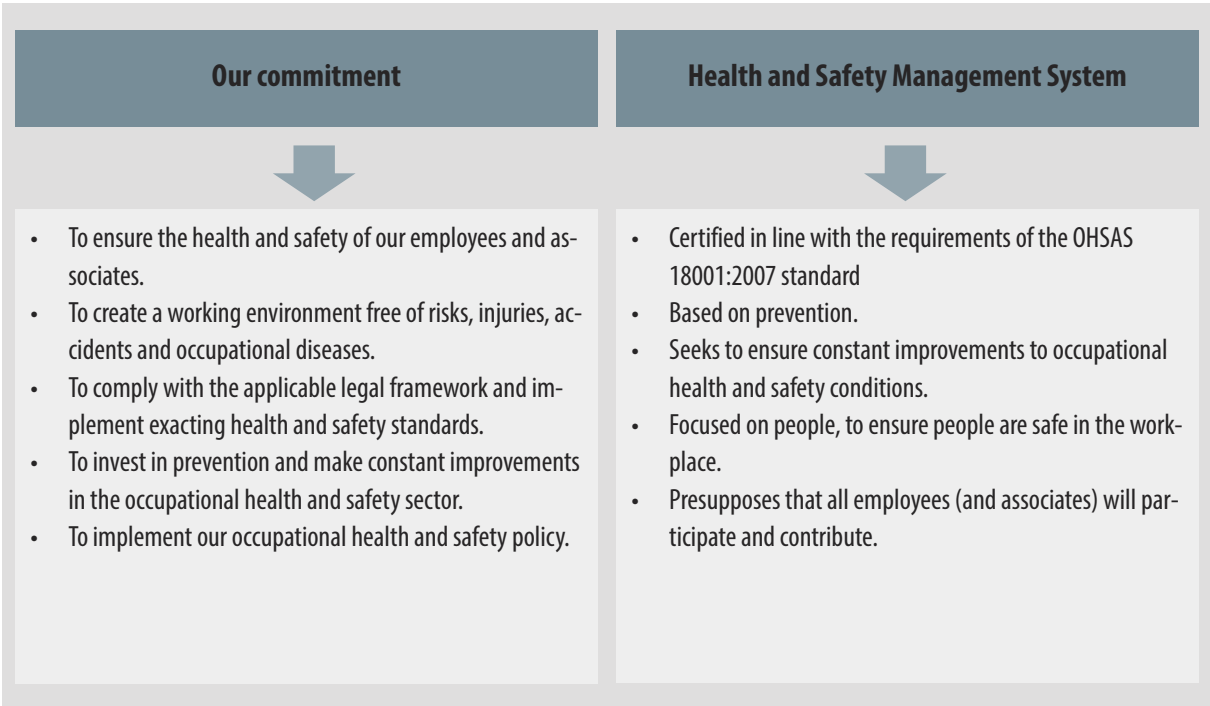 Our commitment
• To ensure the health and safety of our employees and as-
sociates.
• To create a working environment free of risks, injuries, ac-
cidents and occupational diseases.
• To comply with the applicable legal framework and im-
plement exacting health and safety standards.
• To invest in prevention and make constant improvements
in the occupational health and safety sector.
• To implement our occupational health and safety policy.
Health and Safety Management System
• Certified in line with the requirements of the OHSAS
18001:2007 standard
• Based on prevention.
• Seeks to ensure constant improvements to occupational
health and safety conditions.
• Focused on people, to ensure people are safe in the work-
place.
• Presupposes that all employees (and associates) will par-
ticipate and contribute.